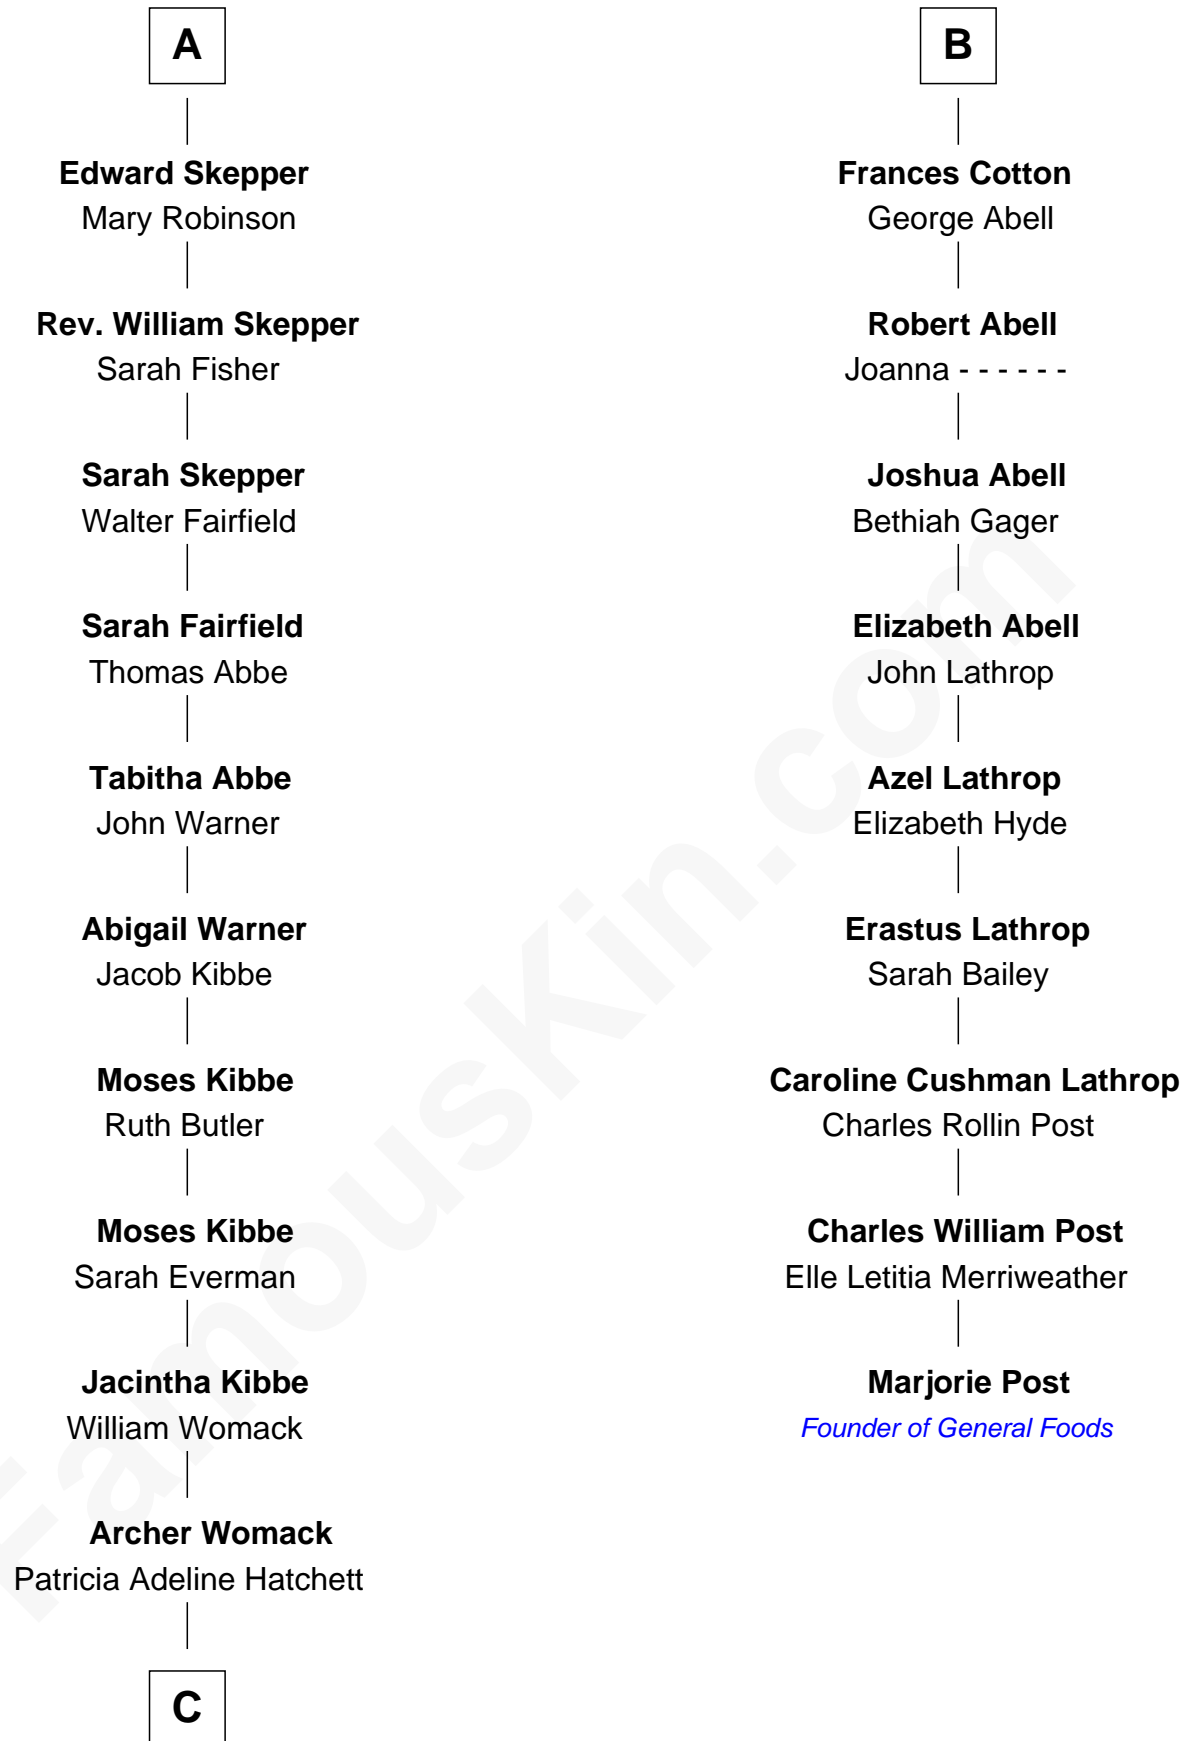 A
Edward Skepper
Mary Robinson
Rev. William Skepper
Sarah Fisher
Sarah Skepper
Walter Fairfield
Sarah Fairfield
Thomas Abbe
Tabitha Abbe
John Warner
Abigail Warner
Jacob Kibbe
Moses Kibbe
Ruth Butler
Moses Kibbe
Sarah Everman
Jacintha Kibbe
William Womack
Archer Womack
Patricia Adeline Hatchett
C
B
Frances Cotton
George Abell
Robert Abell
Joanna - - - - - -
Joshua Abell
Bethiah Gager
Elizabeth Abell
John Lathrop
Azel Lathrop
Elizabeth Hyde
Erastus Lathrop
Sarah Bailey
Caroline Cushman Lathrop
Charles Rollin Post
Charles William Post
Elle Letitia Merriweather
Marjorie Post
Founder of General Foods
FamousKin.com